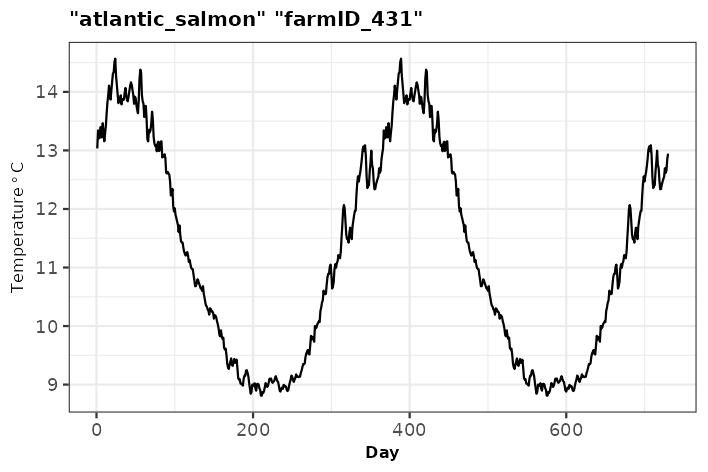 "atlantic_salmon" "farmID_431"
14
13
12
11
10
9
Temperature ° C
0 200 400 600
Day